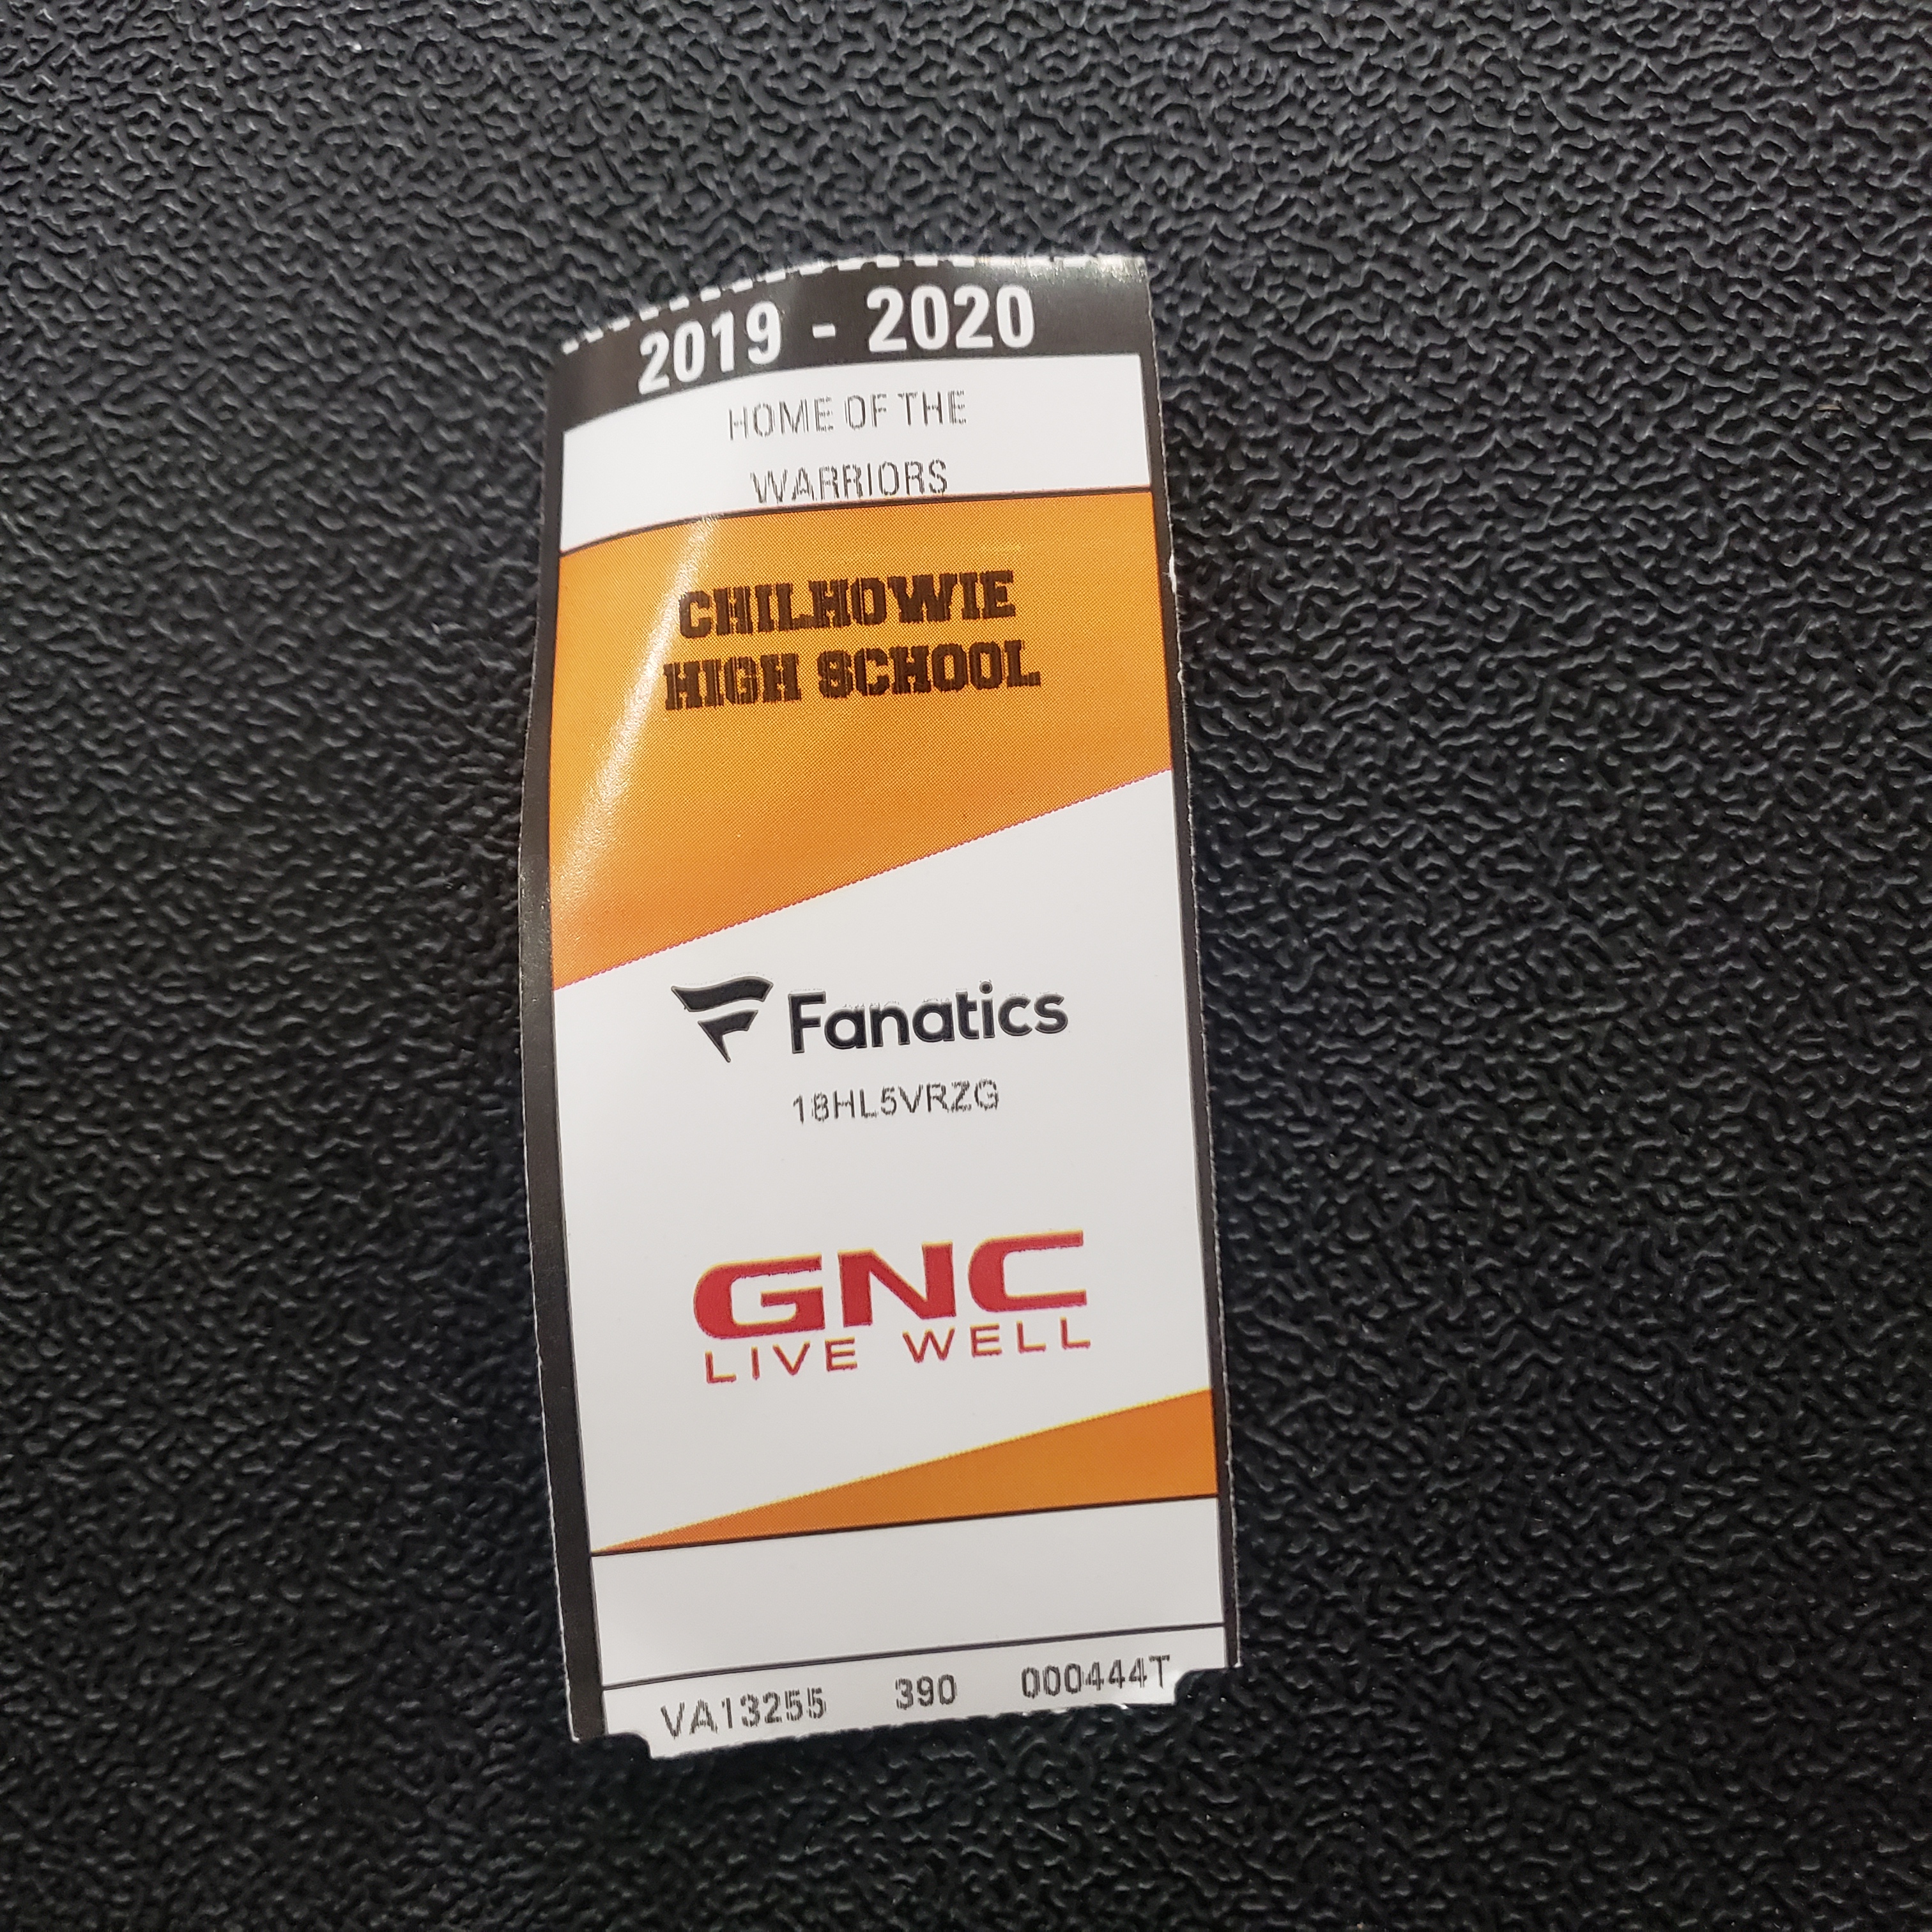 2019 - 2020
HOME OF THE
WARRIORS
CHILHOWIE
HIGH SCHOOL
Fanatics
18HL5VRZG
GNC
LIVE WELL
VA13255 390 000444T